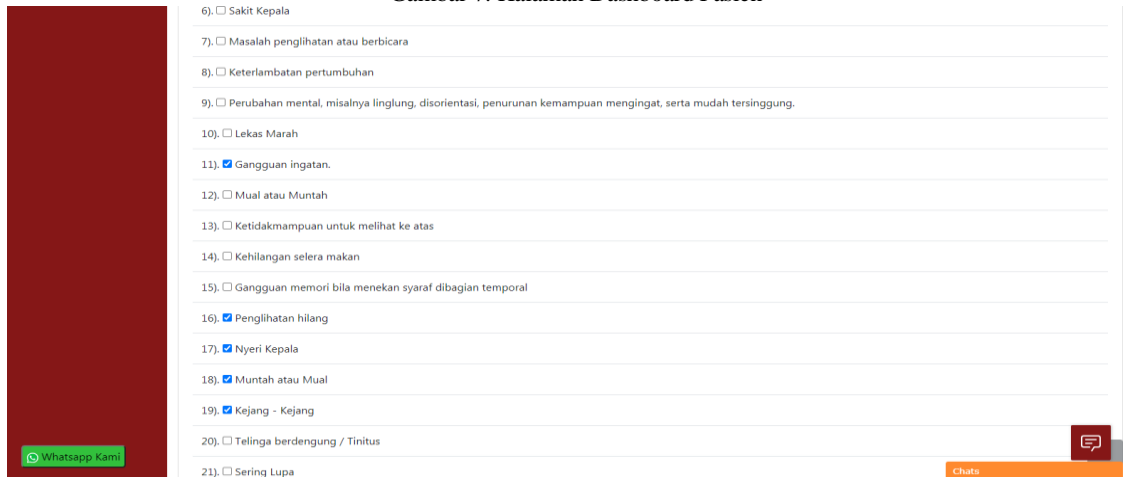 6). Sakit Kepala
7). Masalah penglihatan atau berbicara
8). Keterlambatan pertumbuhan
9). Perubahan mental, misalnya linglung, disorientasi, penurunan kemampuan mengingat, serta mudah tersinggung.
10). Lekas Marah
11). Gangguan ingatan.
12). Mual atau Muntah
13). Ketidakmampuan untuk melihat ke atas
14). Kehilangan selera makan
15). Gangguan memori bila menekan syaraf dibagian temporal
16). Penglihatan hilang
17). Nyeri Kepala
18). Muntah atau Mual
19). Kejang - Kejang
20). Telinga berdengung / Tinitus
21). Sering Lupa
Whatsapp Kami
Chats